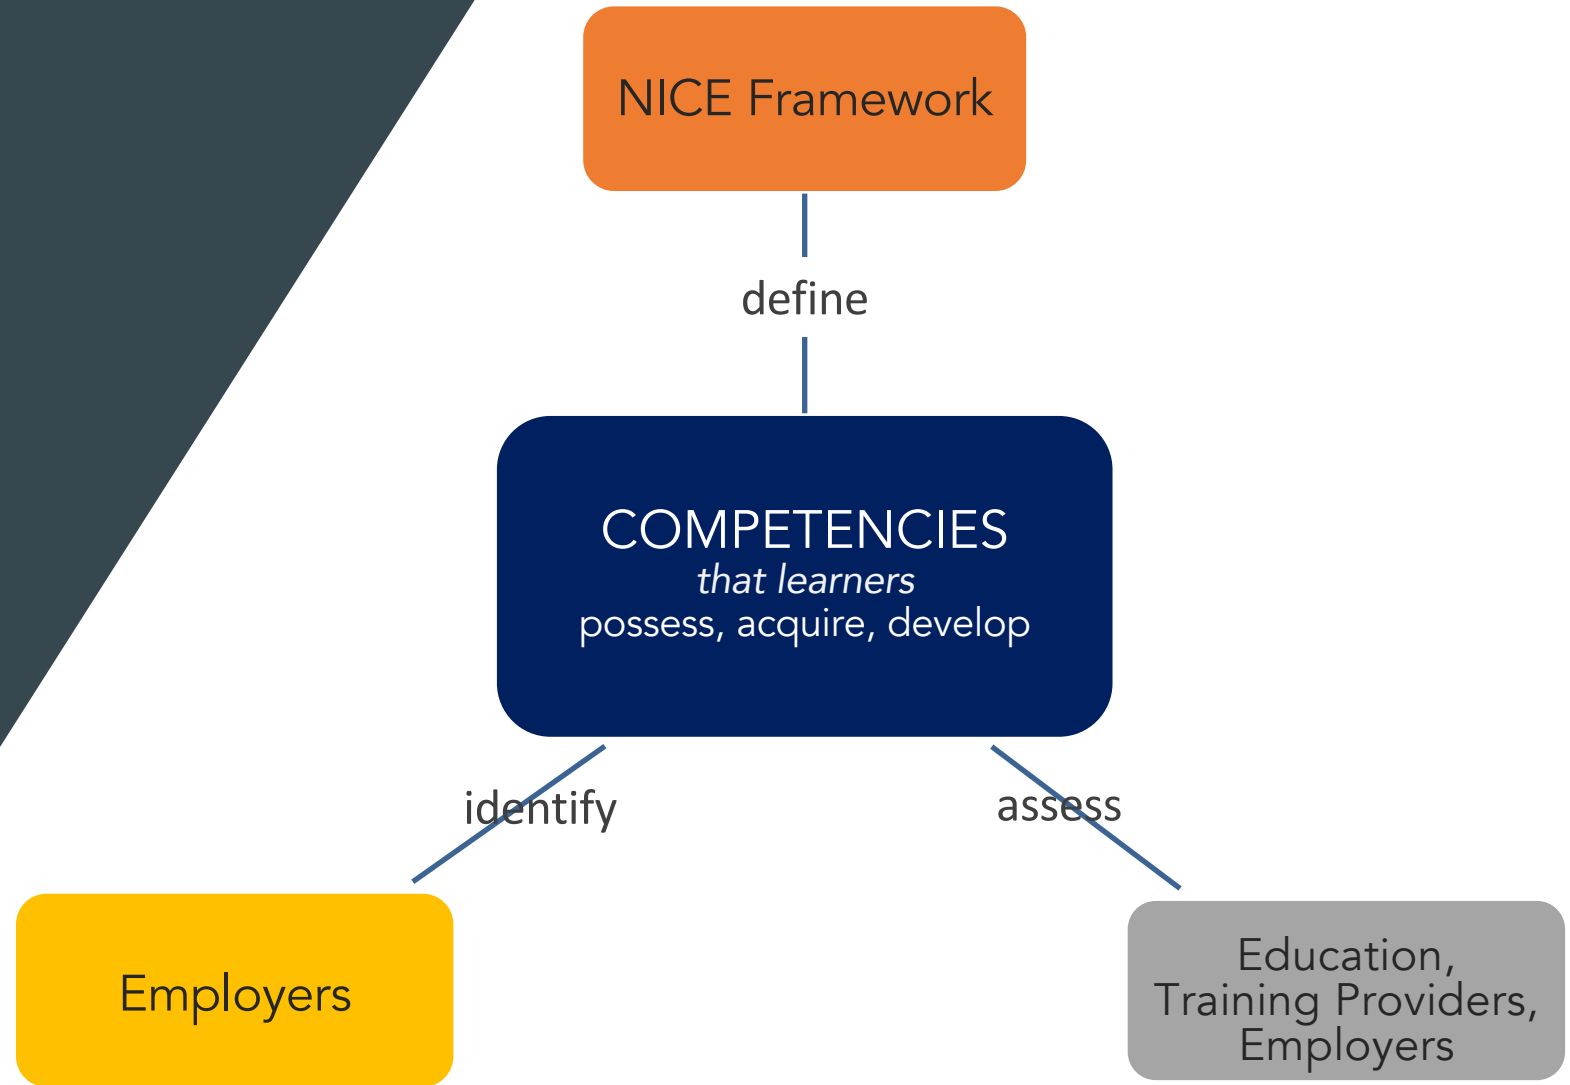 NICE Framework
define
COMPETENCIES
that learners
possess, acquire, develop
identify
assess
Employers
Education,
Training Providers,
Employers